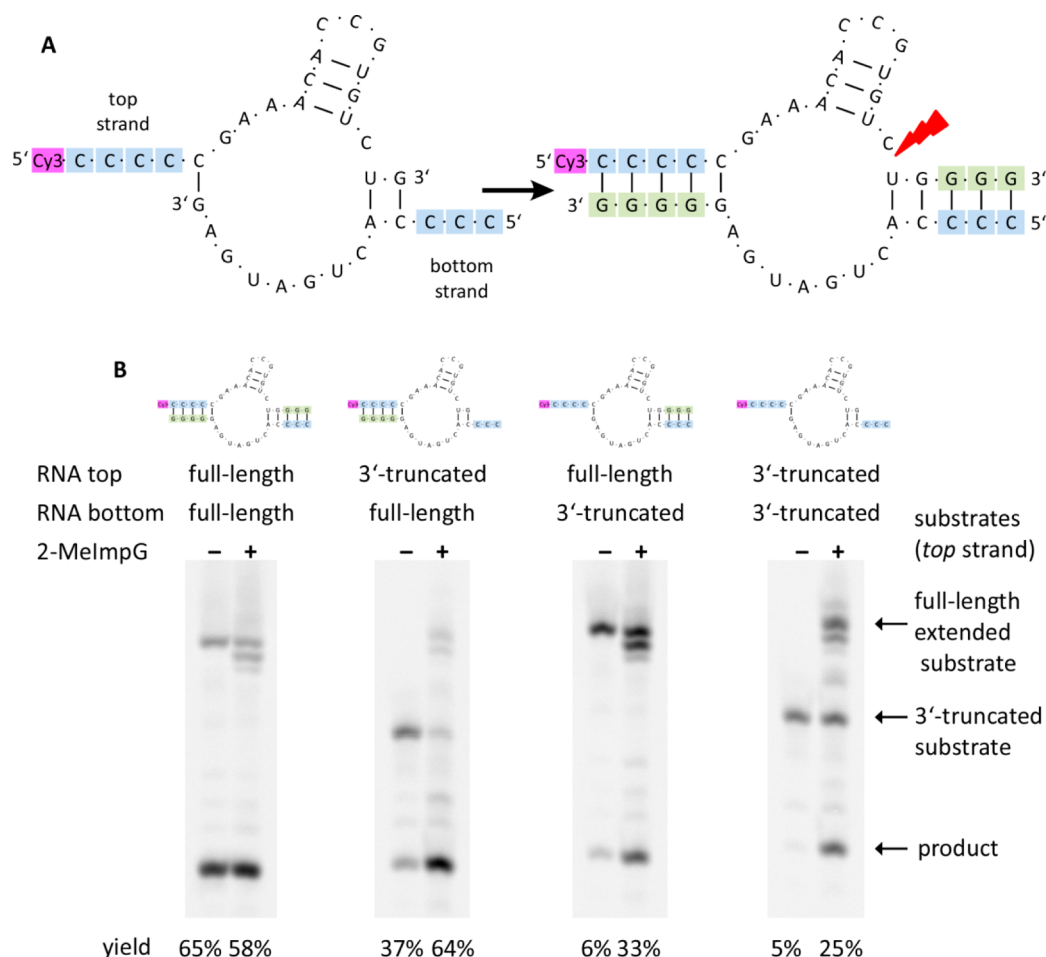 A
top
strand
5‘ Cy3 · C · C · C · C · C · G · A · A · A · C · A · C · C · G · U · G · U · C · U · G 3‘
3‘ G · A · G · U · A · G · U · C · A · C · C · C · C 5‘
bottom
strand
5‘ Cy3 · C · C · C · C · C · G · A · A · A · C · A · C · C · G · U · G · U · C · U · G · G · G · G 3‘
3‘ G · G · G · G · G · A · G · U · A · G · U · C · A · C · C · C · C 5‘
B
RNA top full-length 3‘-truncated full-length 3‘-truncated
RNA bottom full-length full-length 3‘-truncated 3‘-truncated
2-MeImpG – + – + – + – +
substrates
(top strand)
full-length
extended
substrate
3‘-truncated
substrate
product
yield 65% 58% 37% 64% 6% 33% 5% 25%